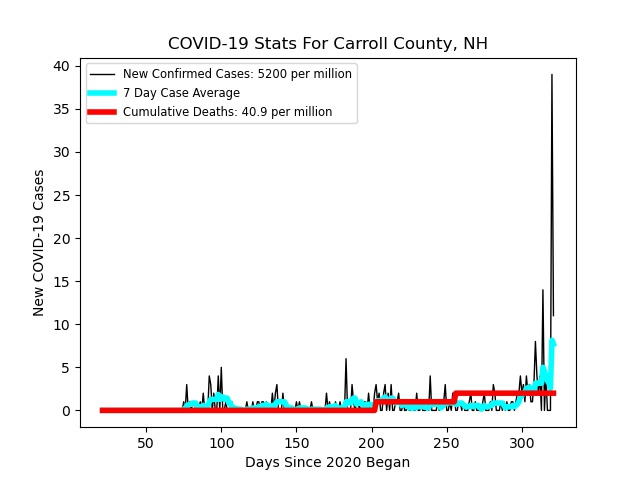 COVID-19 Stats For Carroll County, NH
New Confirmed Cases: 5200 per million
7 Day Case Average
Cumulative Deaths: 40.9 per million
New COVID-19 Cases
40
35
30
25
20
15
10
5
0
50 100 150 200 250 300
Days Since 2020 Began